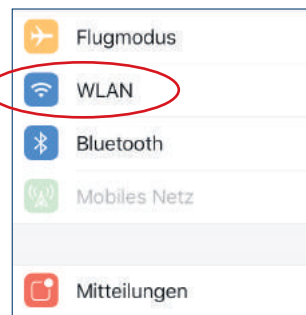 Flugmodus
WLAN
Bluetooth
Mobiles Netz
Mitteilungen